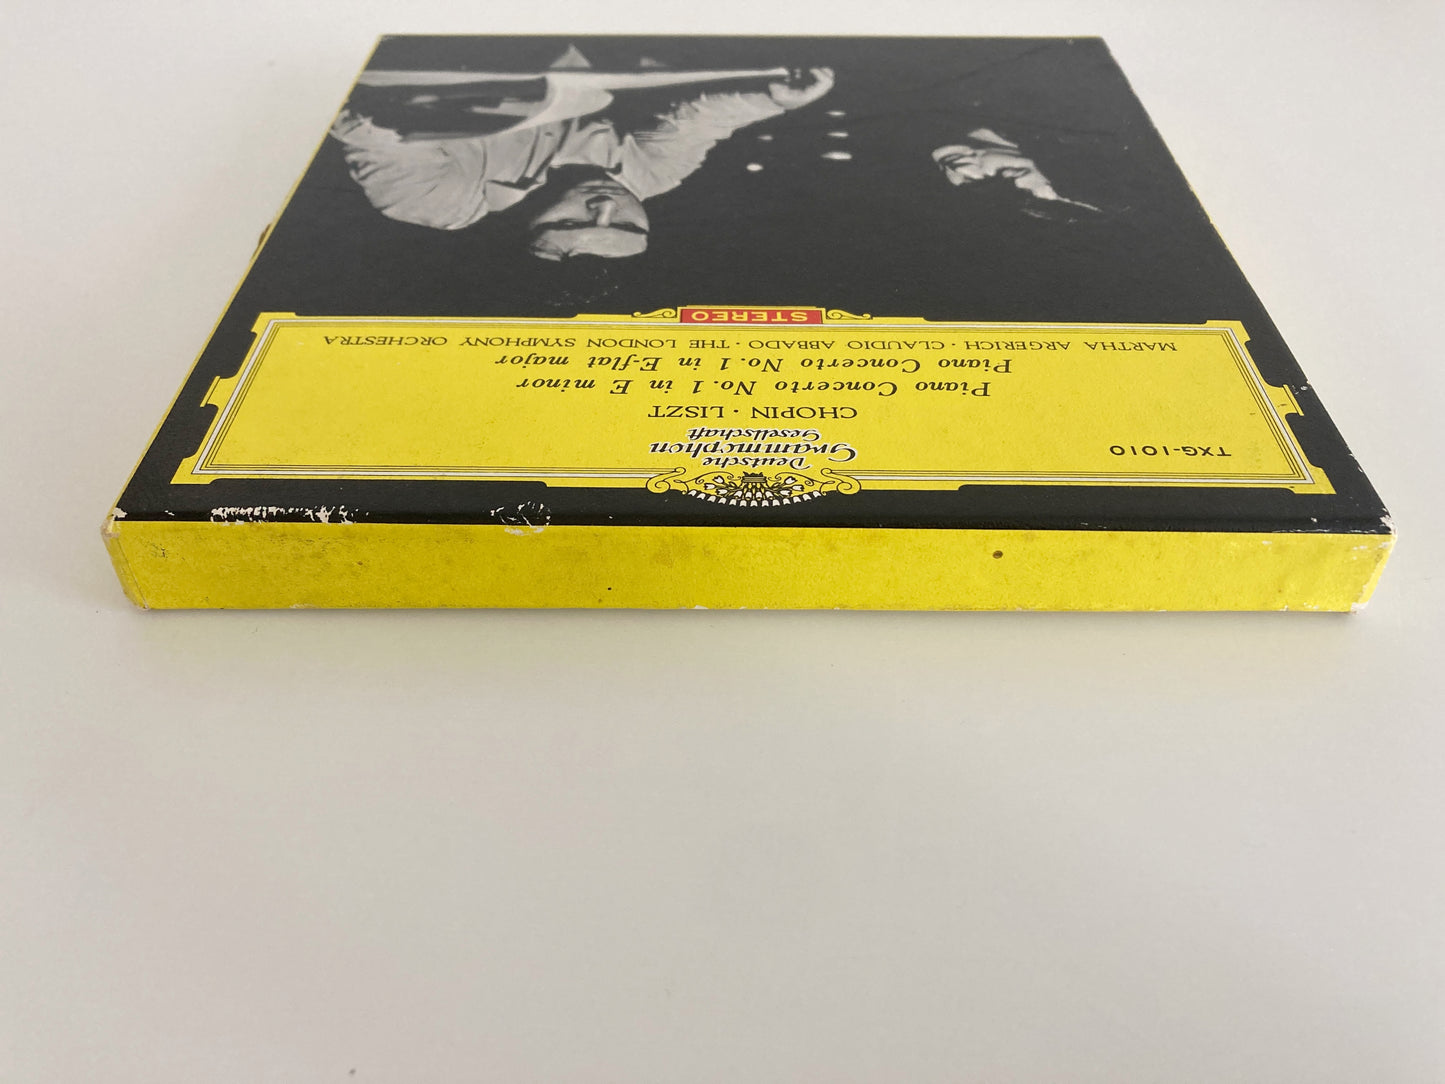 Deutsche
Grammophon
Gesellschaft
TXG-1010
CHOPIN · LISZT
Piano Concerto No. 1 in E minor
Piano Concerto No. 1 in E-flat major
MARTHA ARGERICH · CLAUDIO ABBADO · THE LONDON SYMPHONY ORCHESTRA
STEREO